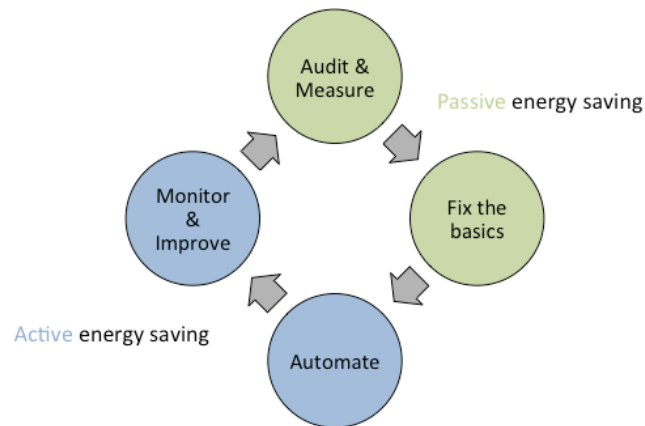 Audit &
Measure
Passive energy saving
Monitor
&
Improve
Fix the
basics
Active energy saving
Automate